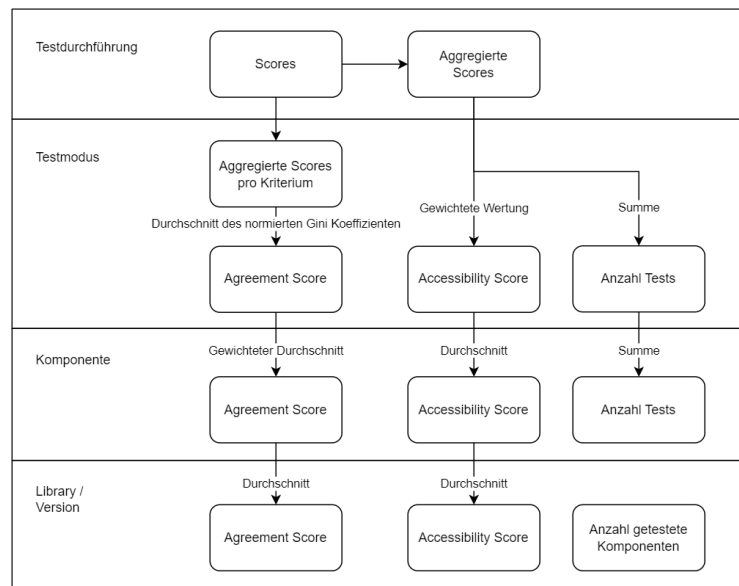 Testdurchführung
Scores
Aggregierte
Scores
Testmodus
Aggregierte Scores
pro Kriterium
Durchschnitt des normierten Gini Koeffizienten
Gewichtete Wertung
Summe
Agreement Score
Accessibility Score
Anzahl Tests
Komponente
Gewichteter Durchschnitt
Durchschnitt
Summe
Agreement Score
Accessibility Score
Anzahl Tests
Library /
Version
Durchschnitt
Durchschnitt
Agreement Score
Accessibility Score
Anzahl getestete
Komponenten